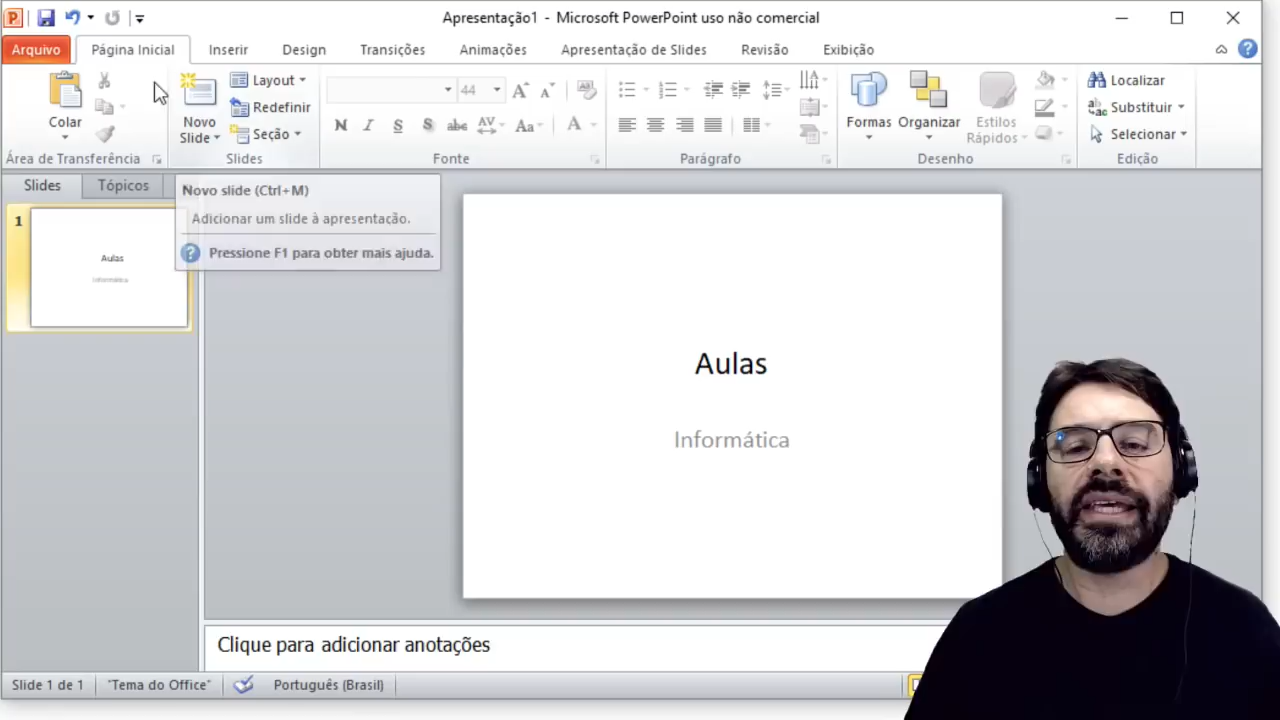 Apresentação1 - Microsoft PowerPoint uso não comercial
Arquivo Página Inicial Inserir Design Transições Animações Apresentação de Slides Revisão Exibição
Colar
Novo Slide
Layout
Redefinir
Seção
44
N I S S abc AV Aa A
Formas
Organizar
Estilos Rápidos
Localizar
Substituir
Selecionar
Área de Transferência Slides Fonte Parágrafo Desenho Edição
Slides Tópicos
Novo slide (Ctrl+M)
Adicionar um slide à apresentação.
Pressione F1 para obter mais ajuda.
1
Aulas
Informática
Aulas
Informática
Clique para adicionar anotações
Slide 1 de 1 "Tema do Office" Português (Brasil)